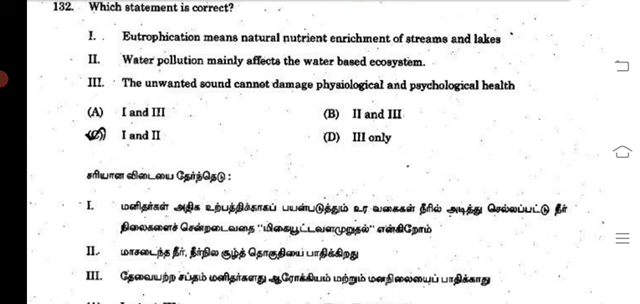 132. Which statement is correct?
I. Eutrophication means natural nutrient enrichment of streams and lakes
II. Water pollution mainly affects the water based ecosystem.
III. The unwanted sound cannot damage physiological and psychological health
(A) I and III (B) II and III
I and II (D) III only
சரியான விடையை தேர்ந்தெடு :
I. மனிதர்கள் அதிக உற்பத்திக்காகப் பயன்படுத்தும் உர வகைகள் நீரில் அடித்து செல்லப்பட்டு நீர்
நிலைகளைச் சென்றடைவதை "மிகையூட்டவளமுறுதல்" என்கிறோம்
II. மாசடைந்த நீர், நீர்நில சூழ்த் தொகுதியைப் பாதிக்கிறது
III. தேவையற்ற சப்தம் மனிதர்களது ஆரோக்கியம் மற்றும் மனநிலையைப் பாதிக்காது